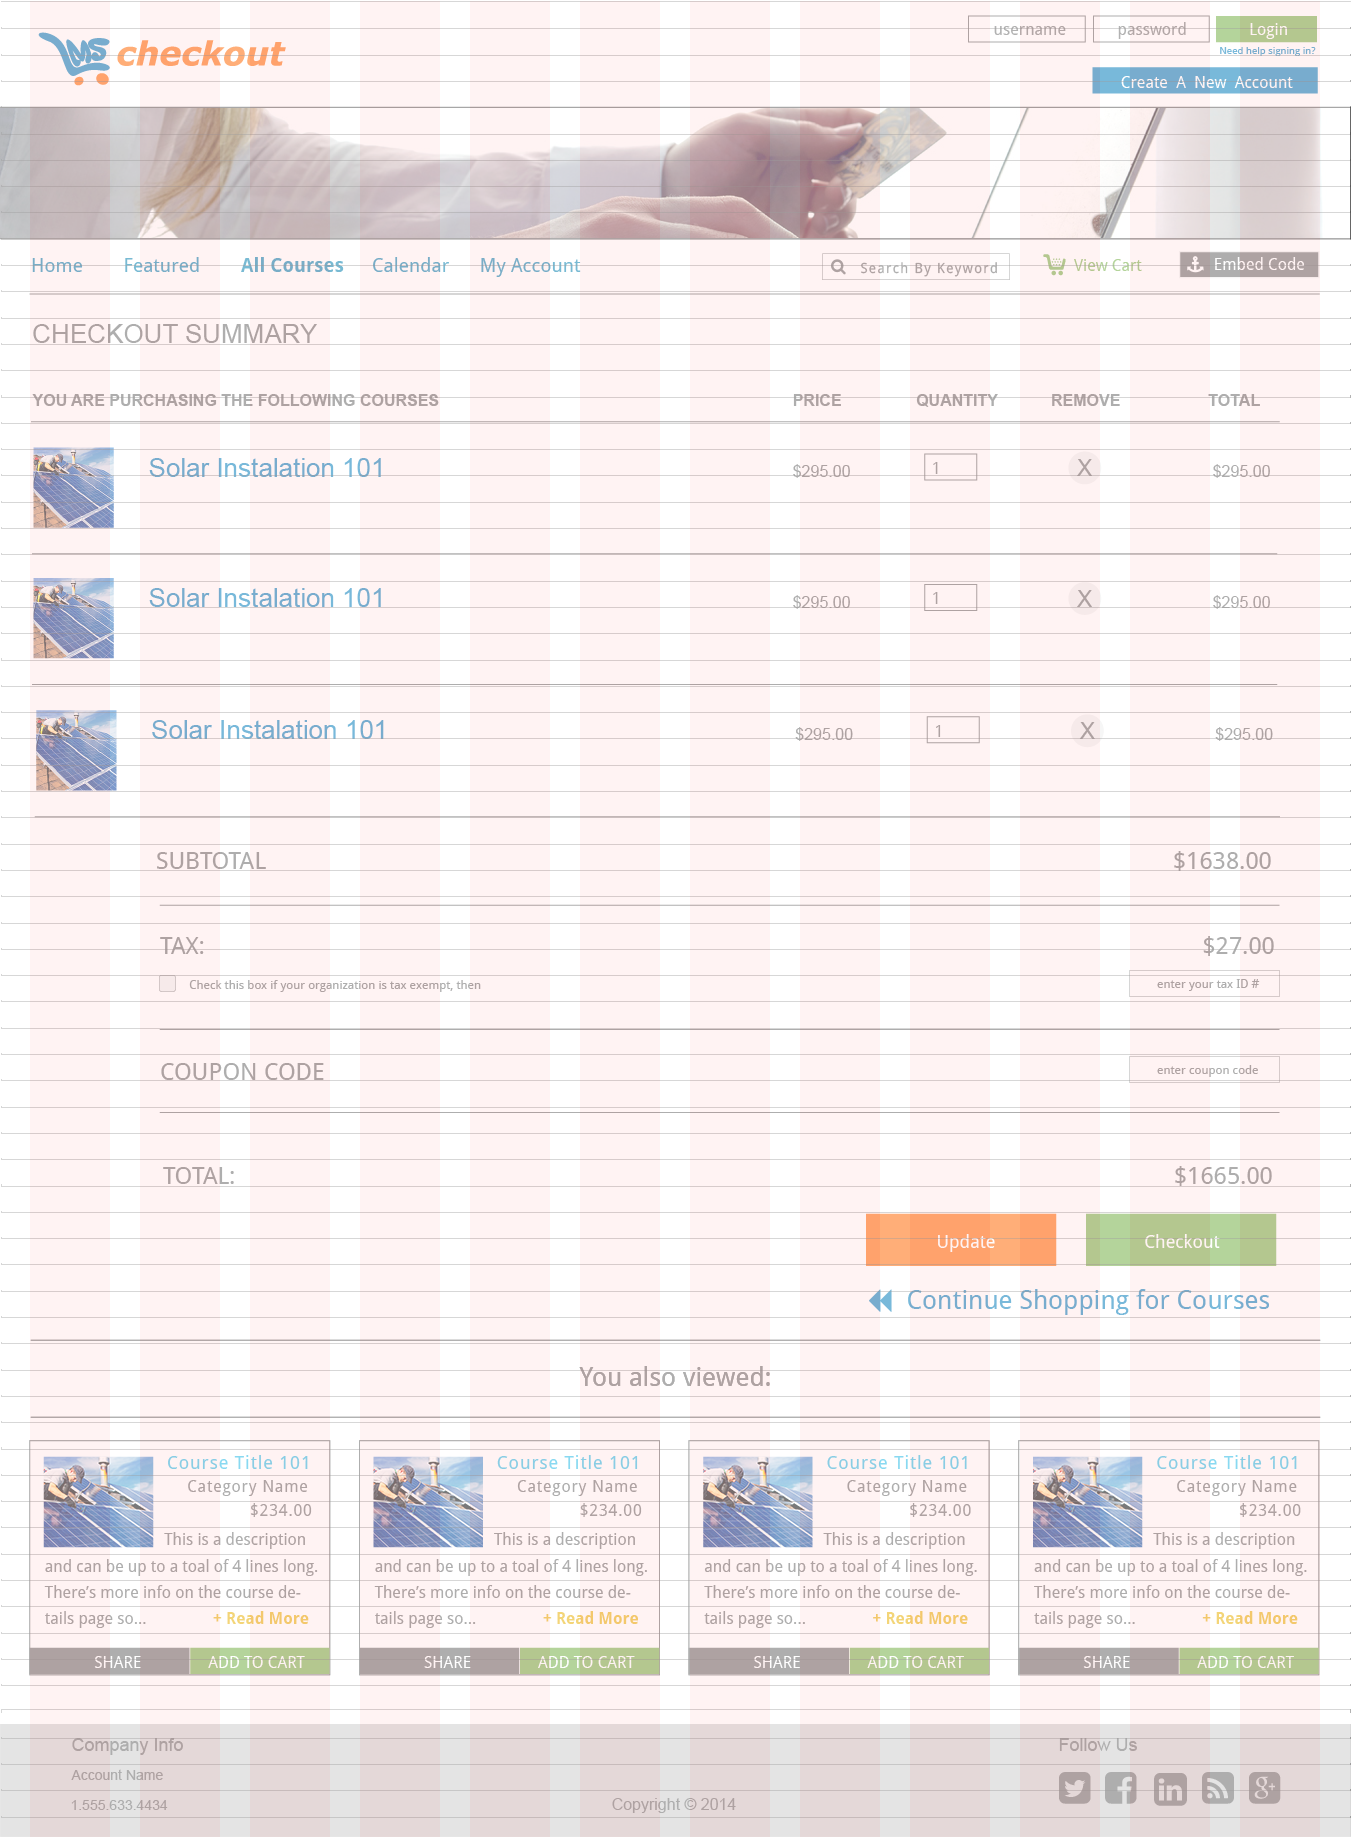 username password Login
LMS checkout
Need help signing in?
Create A New Account
Home Featured All Courses Calendar My Account Search By Keyword View Cart Embed Code
CHECKOUT SUMMARY
YOU ARE PURCHASING THE FOLLOWING COURSES PRICE QUANTITY REMOVE TOTAL
Solar Instalation 101 $295.00 1 X $295.00
Solar Instalation 101 $295.00 1 X $295.00
Solar Instalation 101 $295.00 1 X $295.00
SUBTOTAL $1638.00
TAX: $27.00
Check this box if your organization is tax exempt, then enter your tax ID #
COUPON CODE enter coupon code
TOTAL: $1665.00
Update Checkout
Continue Shopping for Courses
You also viewed:
Course Title 101
Category Name
$234.00
This is a description
and can be up to a toal of 4 lines long.
There's more info on the course de-
tails page so... + Read More
SHARE ADD TO CART
Course Title 101
Category Name
$234.00
This is a description
and can be up to a toal of 4 lines long.
There's more info on the course de-
tails page so... + Read More
SHARE ADD TO CART
Course Title 101
Category Name
$234.00
This is a description
and can be up to a toal of 4 lines long.
There's more info on the course de-
tails page so... + Read More
SHARE ADD TO CART
Course Title 101
Category Name
$234.00
This is a description
and can be up to a toal of 4 lines long.
There's more info on the course de-
tails page so... + Read More
SHARE ADD TO CART
Company Info Follow Us
Account Name
1.555.633.4434 Copyright © 2014